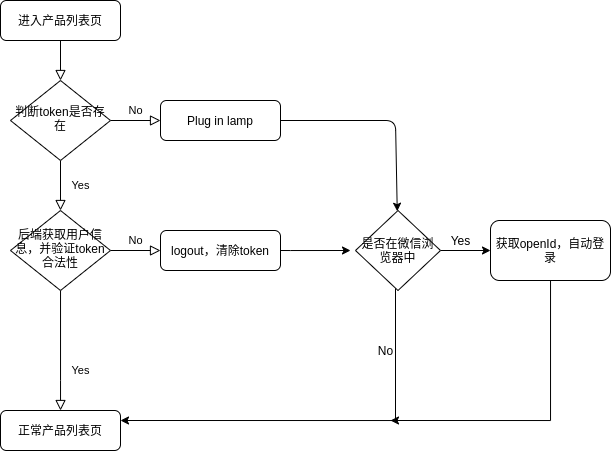 进入产品列表页
判断token是否存
在
No
Plug in lamp
Yes
后端获取用户信
息，并验证token
合法性
No
logout，清除token
是否在微信浏
览器中
Yes
获取openId，自动登
录
No
Yes
正常产品列表页